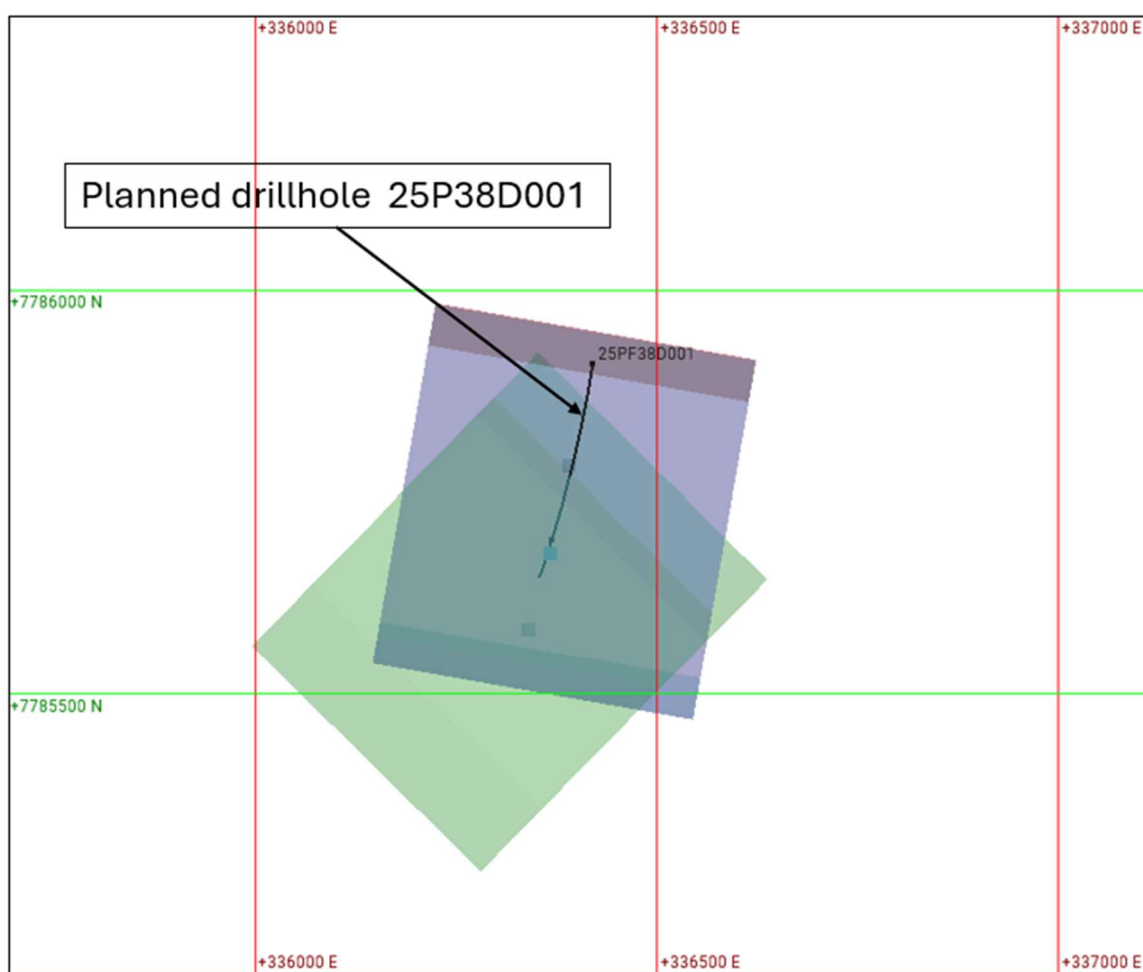 +336000 E
+336500 E
+337000 E
Planned drillhole 25P38D001
+7786000 N
25PF38D001
+7785500 N
+336000 E
+336500 E
+337000 E